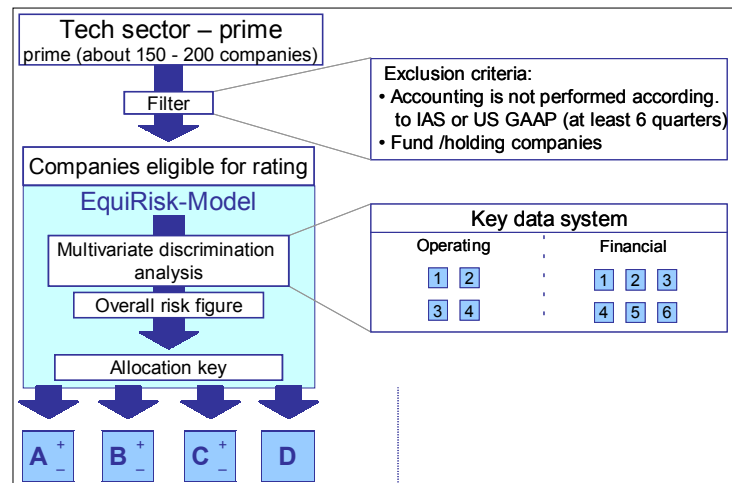 Tech sector – prime
prime (about 150 - 200 companies)
Filter
Exclusion criteria:
• Accounting is not performed according.
to IAS or US GAAP (at least 6 quarters)
• Fund /holding companies
Companies eligible for rating
EquiRisk-Model
Multivariate discrimination
analysis
Overall risk figure
Allocation key
Key data system
Operating
Financial
1 2
1 2 3
3 4
4 5 6
A + –
B + –
C + –
D